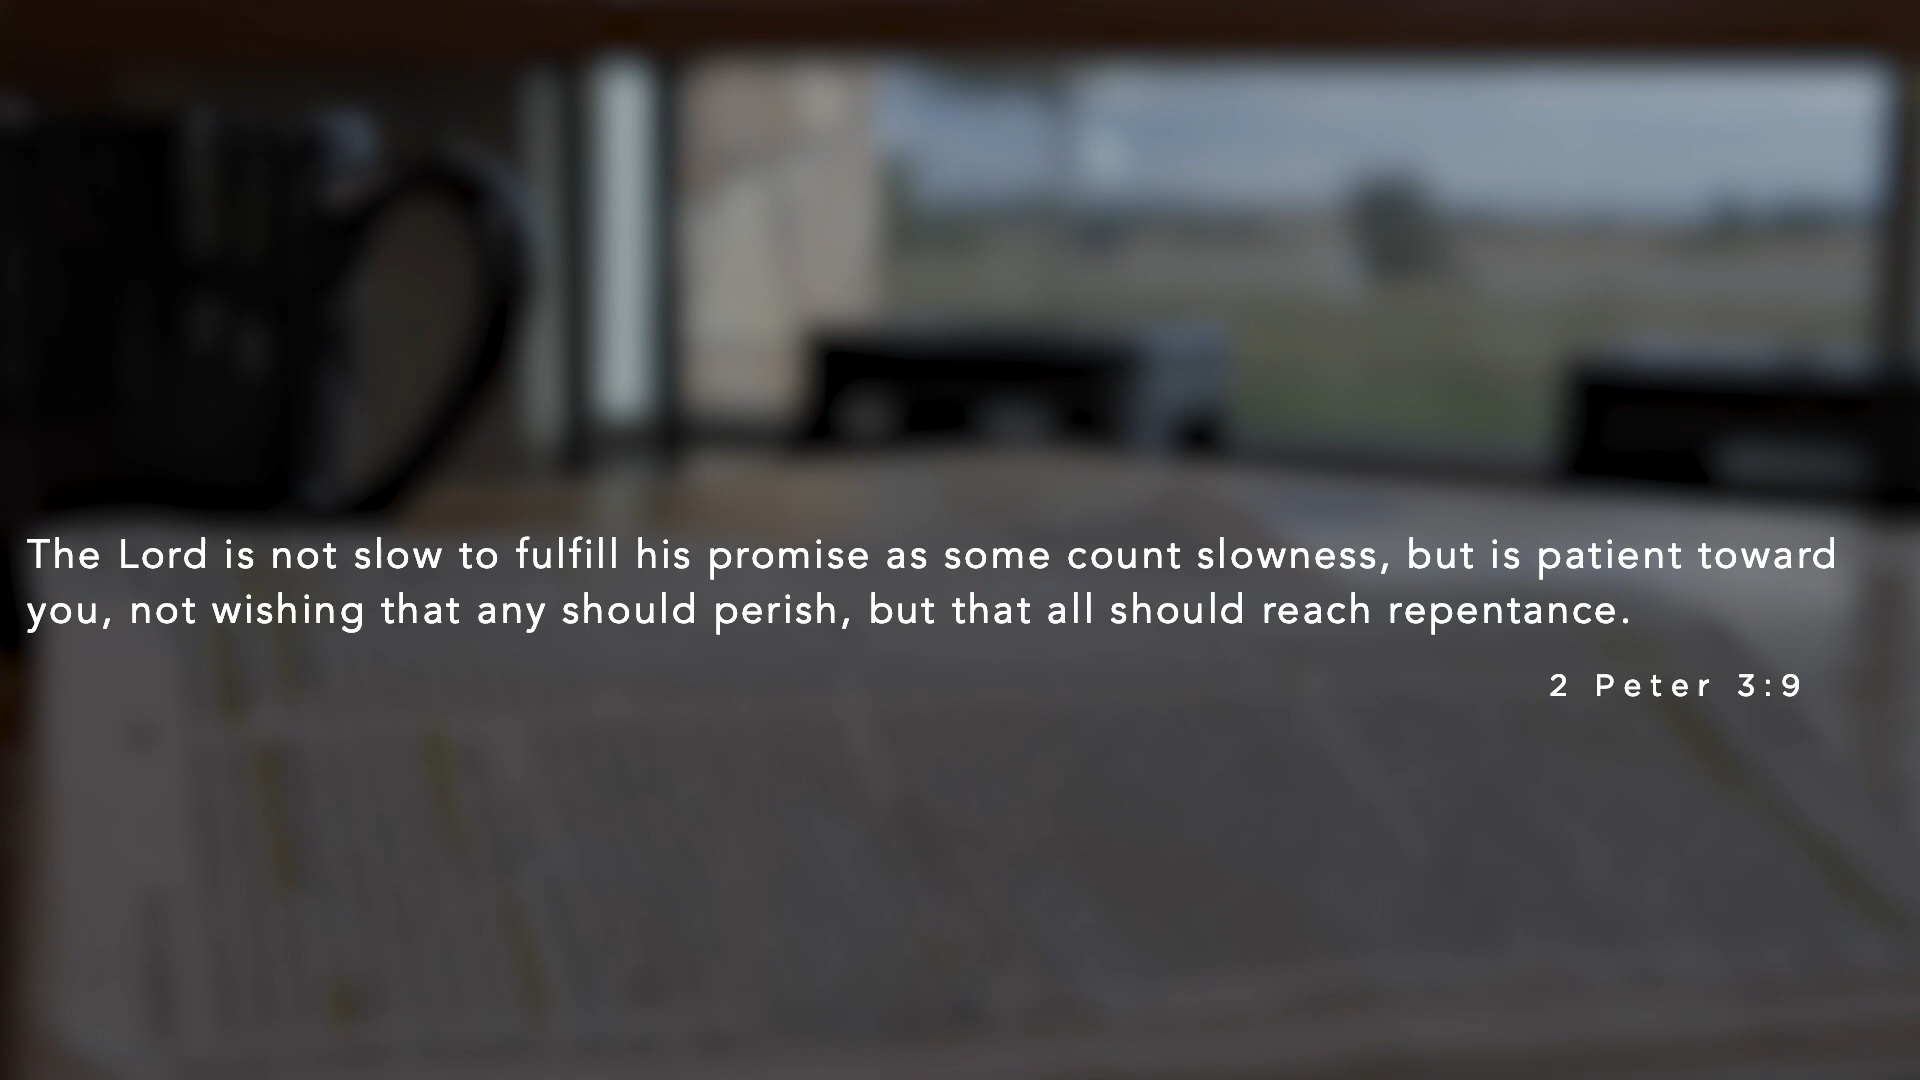 The Lord is not slow to fulfill his promise as some count slowness, but is patient toward
you, not wishing that any should perish, but that all should reach repentance.
2 Peter 3:9